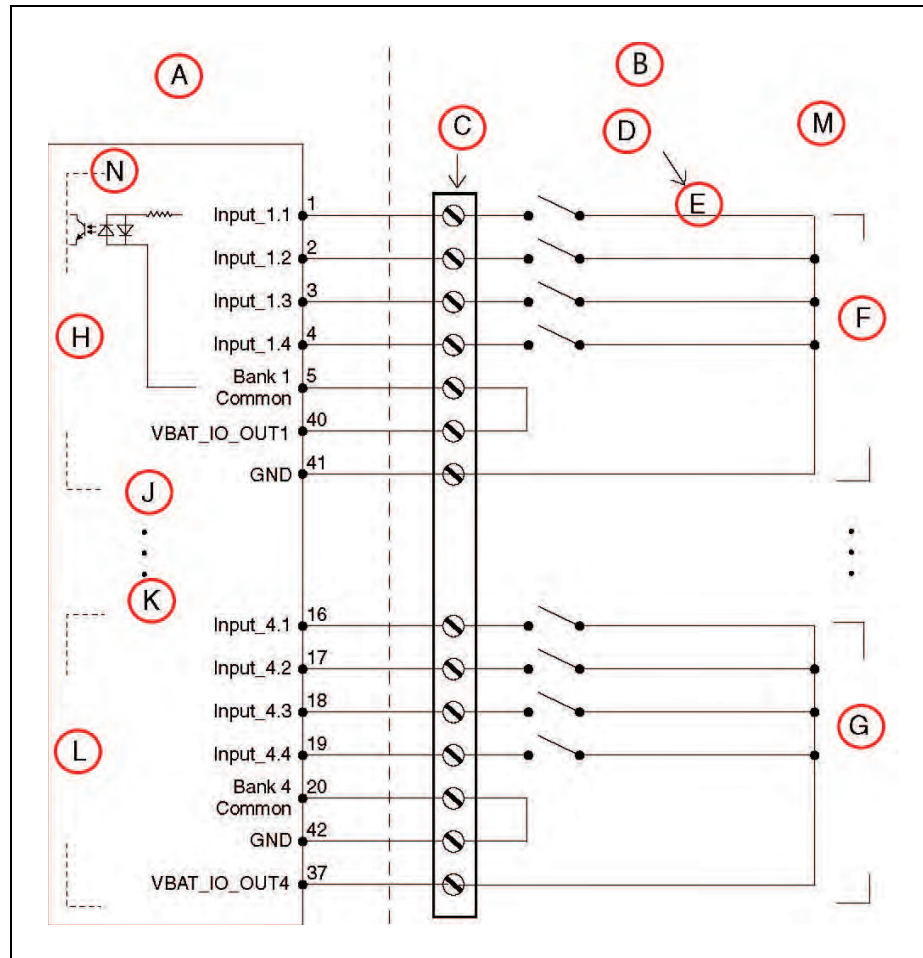 A
B
C
D
M
N
E
Input_1.1 1
Input_1.2 2
Input_1.3 3
Input_1.4 4
H
F
Bank 1 5
Common
VBAT_IO_OUT1 40
GND 41
J
K
Input_4.1 16
Input_4.2 17
Input_4.3 18
Input_4.4 19
L
G
Bank 4 20
Common
GND 42
VBAT_IO_OUT4 37